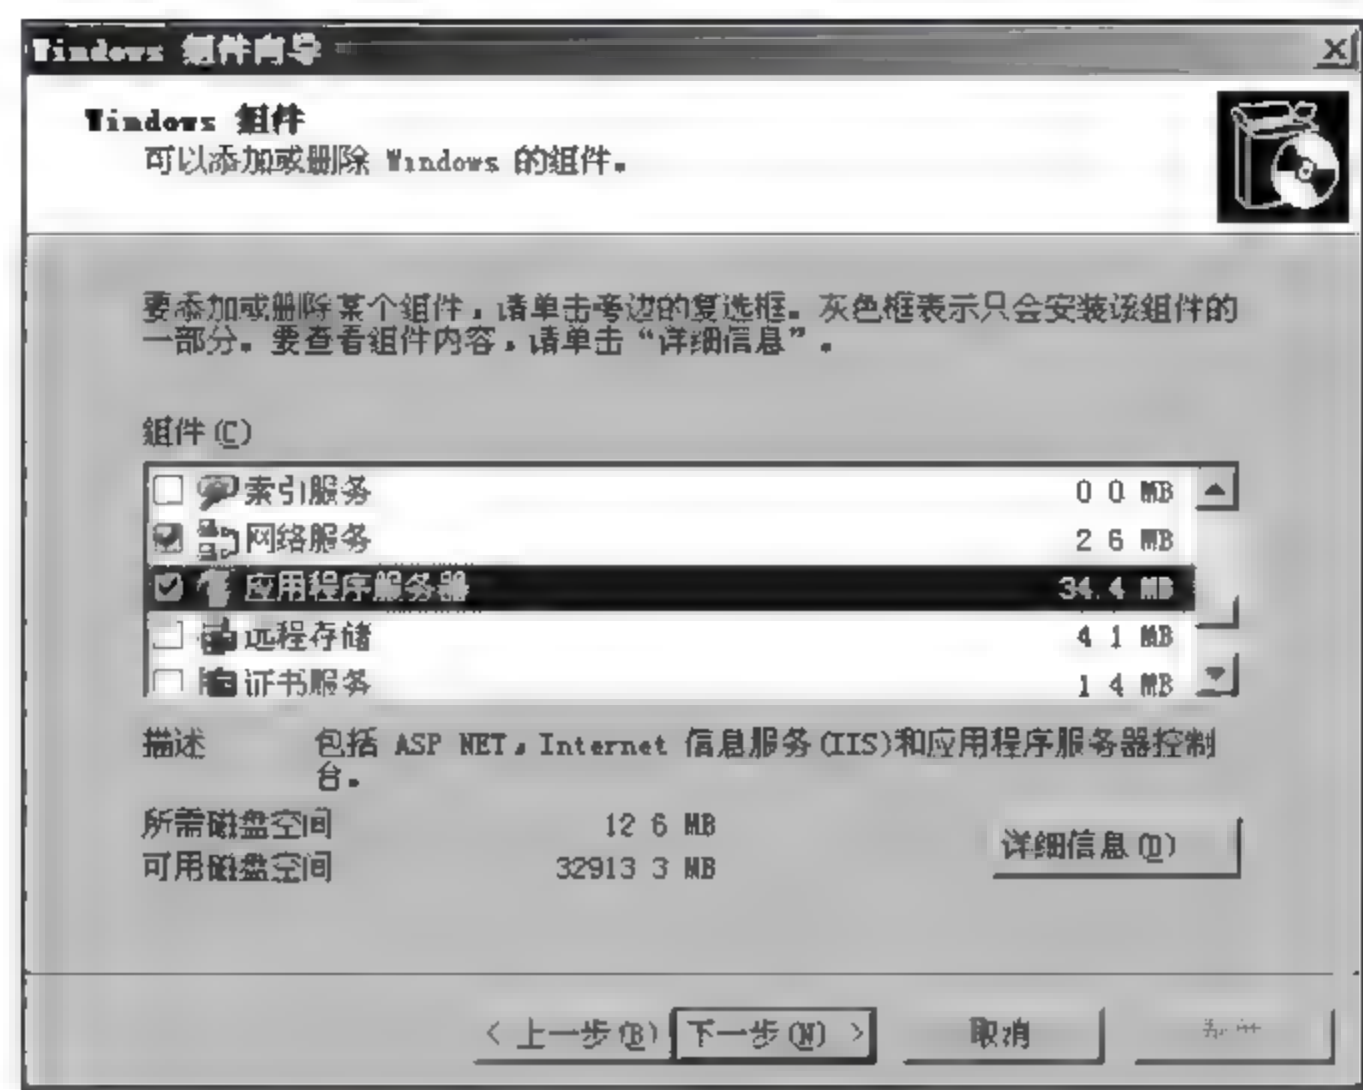 Windows 组件向导
Windows 组件
可以添加或删除 Windows 的组件。
要添加或删除某个组件，请单击旁边的复选框。灰色框表示只会安装该组件的
一部分。要查看组件内容，请单击“详细信息”。
组件(C)
索引服务 0 0 MB
网络服务 2 6 MB
应用程序服务器 34.4 MB
远程存储 4 1 MB
证书服务 1 4 MB
描述 包括 ASP NET，Internet 信息服务(IIS)和应用程序服务器控制
台。
所需磁盘空间 12 6 MB
可用磁盘空间 32913 3 MB
详细信息(D)
< 上一步(B) 下一步(N) > 取消